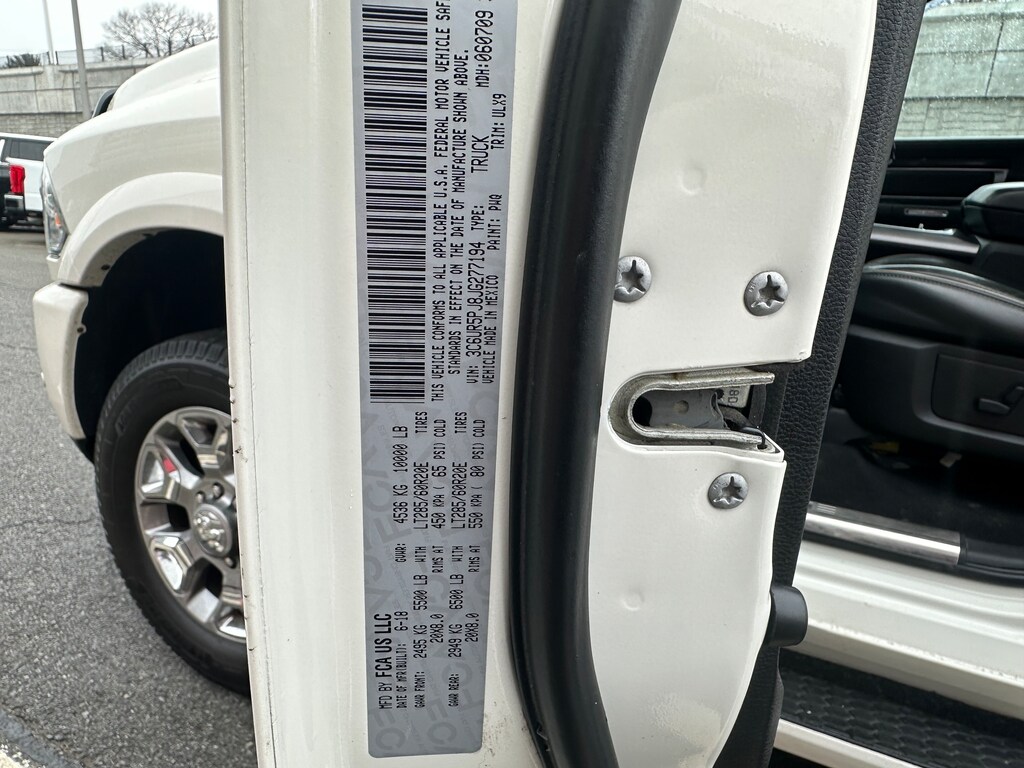 MFD BY FCA US LLC
DATE OF MFR(BUILT): 6-18 GVWR: 4536 KG 10000 LB
GAWR FRONT: 2495 KG 5500 LB WITH LT285/60R20E TIRES
20X8.0 RIMS AT 450 KPA ( 65 PSI) COLD
GAWR REAR: 2949 KG 6500 LB WITH LT285/60R20E TIRES
20X8.0 RIMS AT 550 KPA ( 80 PSI) COLD
THIS VEHICLE CONFORMS TO ALL APPLICABLE U.S.A. FEDERAL MOTOR VEHICLE
STANDARDS IN EFFECT ON THE DATE OF MANUFACTURE SHOWN ABOVE.
VIN: 3C6UR5PJ8JG277194 TYPE: TRUCK MDH:060709
VEHICLE MADE IN MEXICO PAINT: PWQ TRIM: VLX9